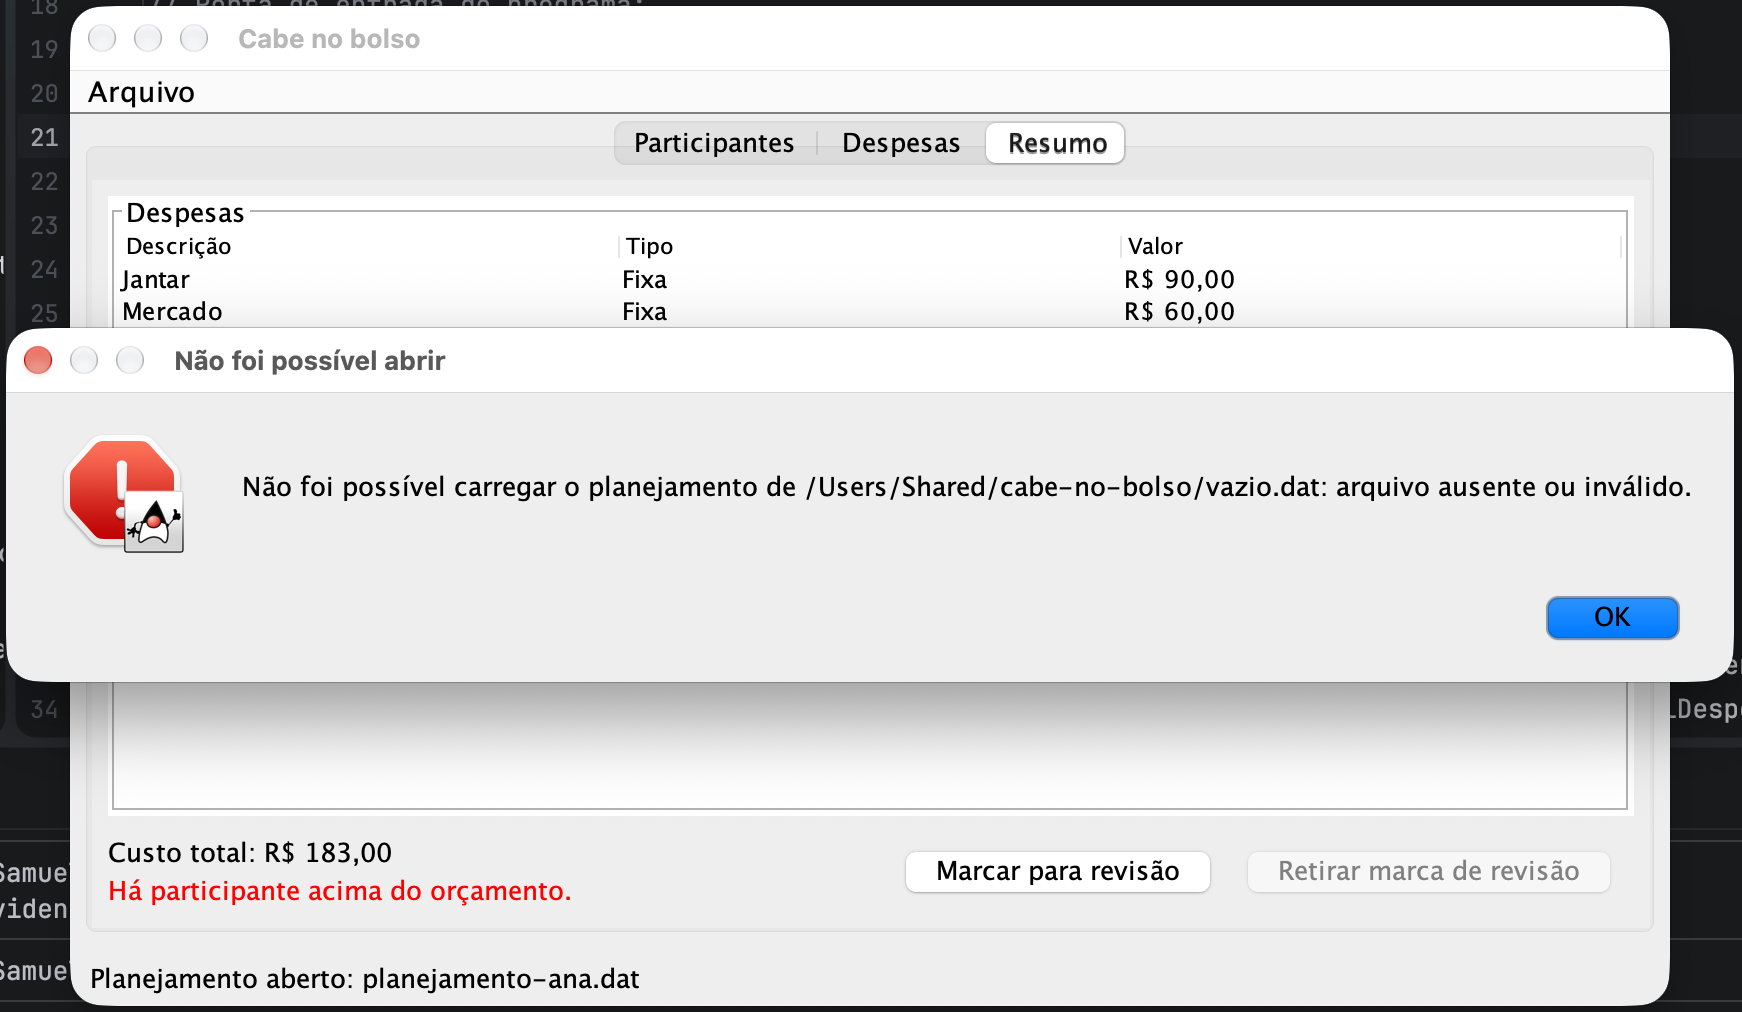 18
19
20
21
22
23
24
25
34
Cabe no bolso
Arquivo
Participantes
Despesas
Resumo
Despesas
Descrição Tipo Valor
Jantar Fixa R$ 90,00
Mercado Fixa R$ 60,00
Não foi possível abrir
Não foi possível carregar o planejamento de /Users/Shared/cabe-no-bolso/vazio.dat: arquivo ausente ou inválido.
OK
Custo total: R$ 183,00
Há participante acima do orçamento.
Marcar para revisão
Retirar marca de revisão
Planejamento aberto: planejamento-ana.dat